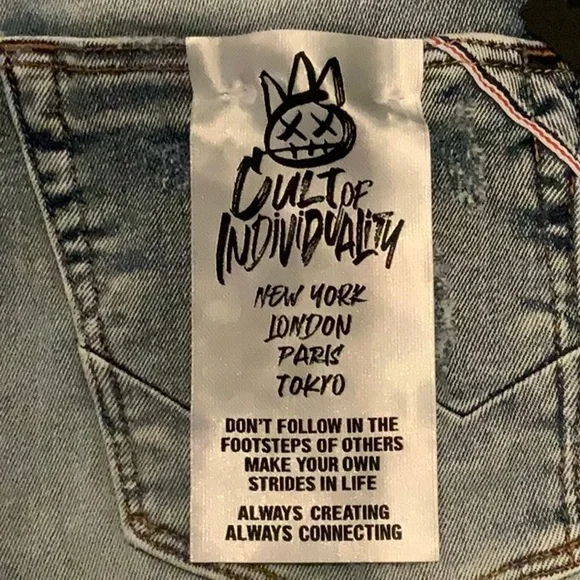 CULT OF
INDIVIDUALITY
NEW YORK
LONDON
PARIS
TOKYO
DON'T FOLLOW IN THE
FOOTSTEPS OF OTHERS
MAKE YOUR OWN
STRIDES IN LIFE
ALWAYS CREATING
ALWAYS CONNECTING